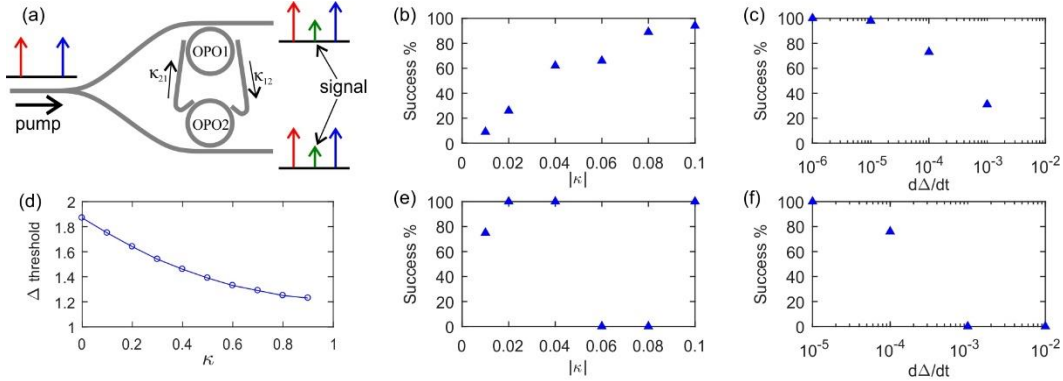 (a)
OPO1
κ21
κ12
OPO2
pump
signal
(b)
Success %
100
80
60
40
20
0
0 0.02 0.04 0.06 0.08 0.1
|κ|
(c)
Success %
100
80
60
40
20
0
10-6 10-5 10-4 10-3 10-2
dΔ/dt
(d)
Δ threshold
2
1.8
1.6
1.4
1.2
1
0 0.2 0.4 0.6 0.8 1
κ
(e)
Success %
100
80
60
40
20
0
0 0.02 0.04 0.06 0.08 0.1
|κ|
(f)
Success %
100
80
60
40
20
0
10-5 10-4 10-3 10-2
dΔ/dt